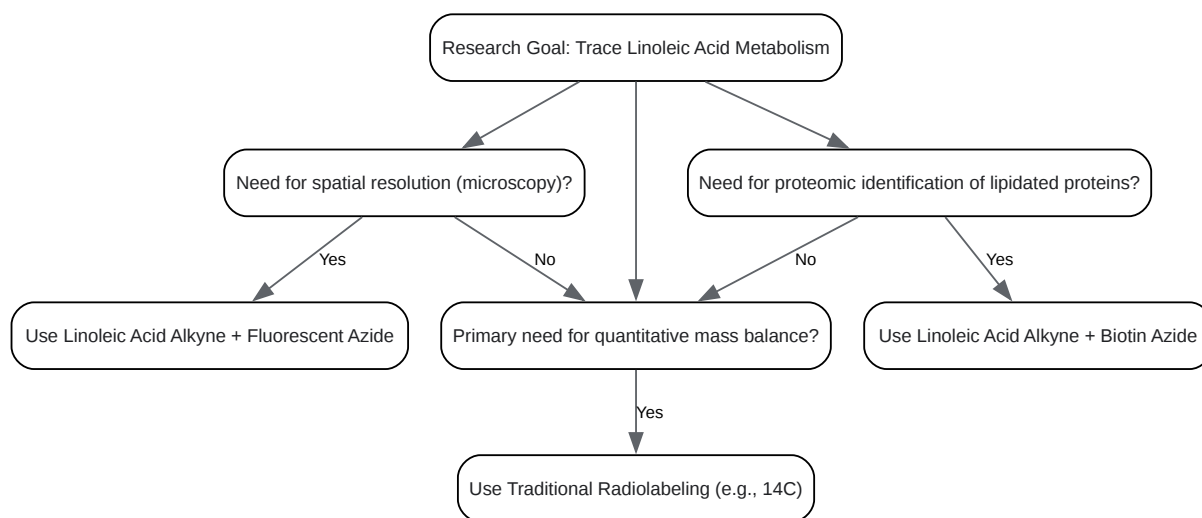 Research Goal: Trace Linoleic Acid Metabolism
Need for spatial resolution (microscopy)?
Need for proteomic identification of lipidated proteins?
Yes
No
No
Yes
Use Linoleic Acid Alkyne + Fluorescent Azide
Primary need for quantitative mass balance?
Use Linoleic Acid Alkyne + Biotin Azide
Yes
Use Traditional Radiolabeling (e.g., 14C)